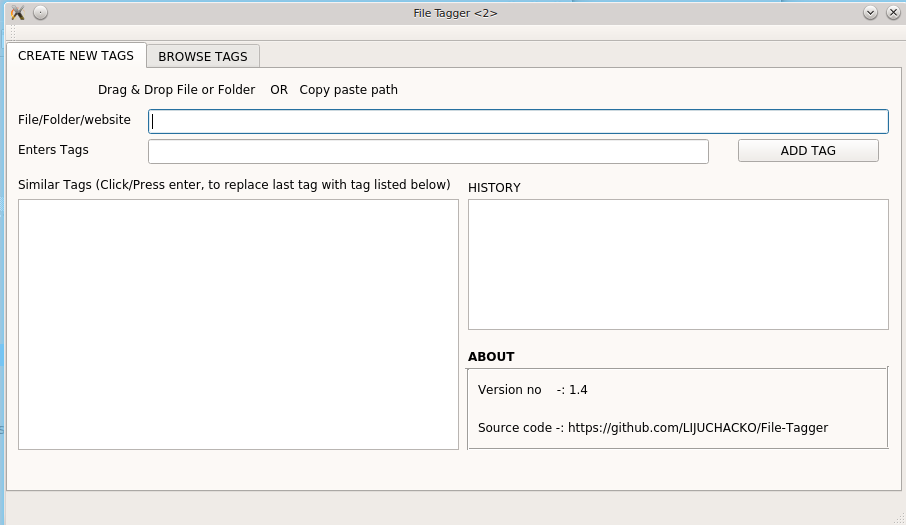 File Tagger <2>
CREATE NEW TAGS BROWSE TAGS
Drag & Drop File or Folder OR Copy paste path
File/Folder/website
Enters Tags ADD TAG
Similar Tags (Click/Press enter, to replace last tag with tag listed below)
HISTORY
ABOUT
Version no -: 1.4
Source code -: https://github.com/LIJUCHACKO/File-Tagger